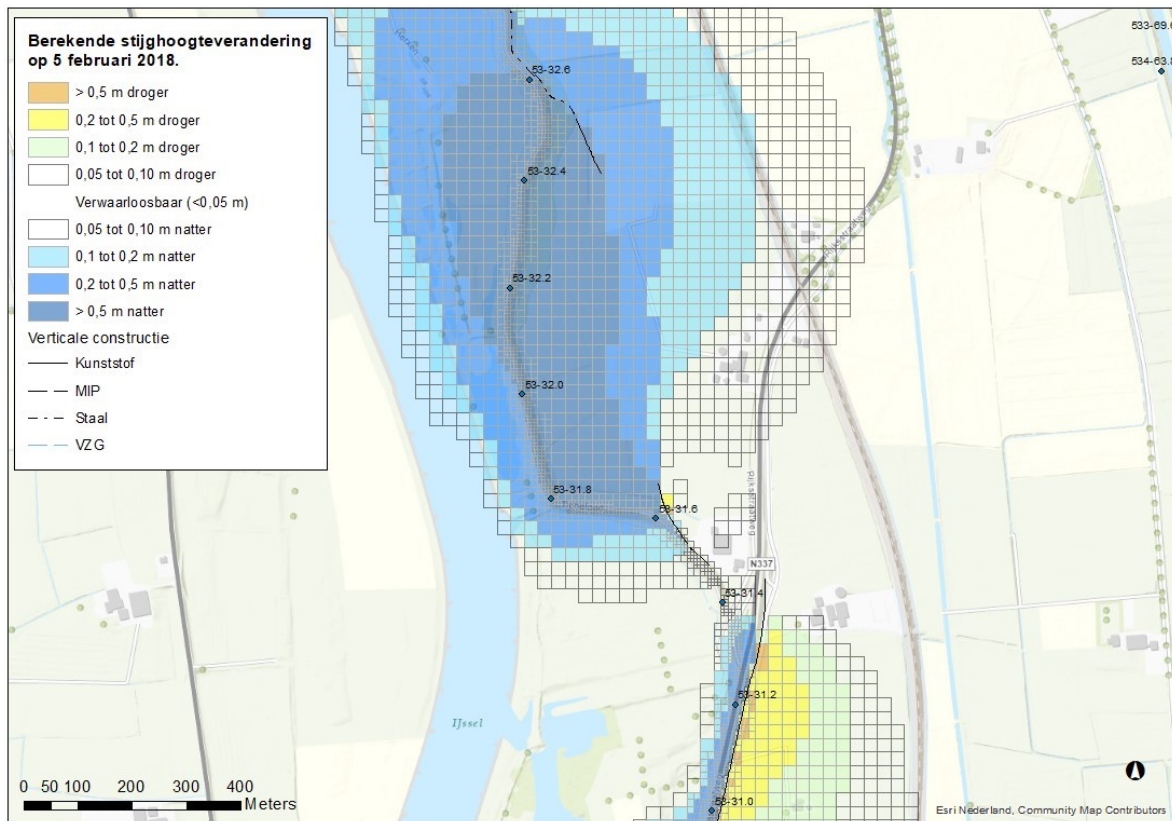 Berekende stijghoogteverandering
op 5 februari 2018.
> 0,5 m droger
0,2 tot 0,5 m droger
0,1 tot 0,2 m droger
0,05 tot 0,10 m droger
Verwaarloosbaar (<0,05 m)
0,05 tot 0,10 m natter
0,1 tot 0,2 m natter
0,2 tot 0,5 m natter
> 0,5 m natter
Verticale constructie
Kunststof
MIP
Staal
VZG
53-32.6
53-32.4
53-32.2
53-32.0
53-31.8
53-31.6
53-31.4
53-31.2
53-31.0
534-63.8
Rijksstraatweg
Rijksstraatweg
N337
IJssel
0 50 100 200 300 400
Meters
Esri Nederland, Community Map Contributors